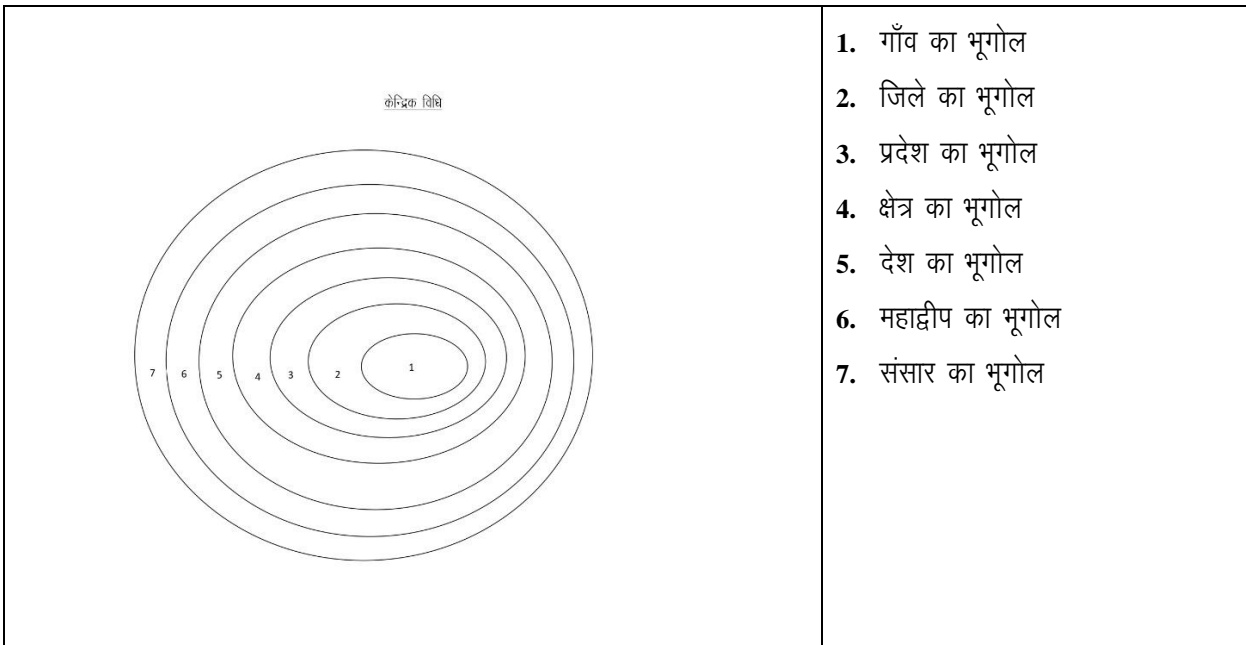 केन्द्रिक विधि
7 6 5 4 3 2 1
1. गाँव का भूगोल
2. जिले का भूगोल
3. प्रदेश का भूगोल
4. क्षेत्र का भूगोल
5. देश का भूगोल
6. महाद्वीप का भूगोल
7. संसार का भूगोल